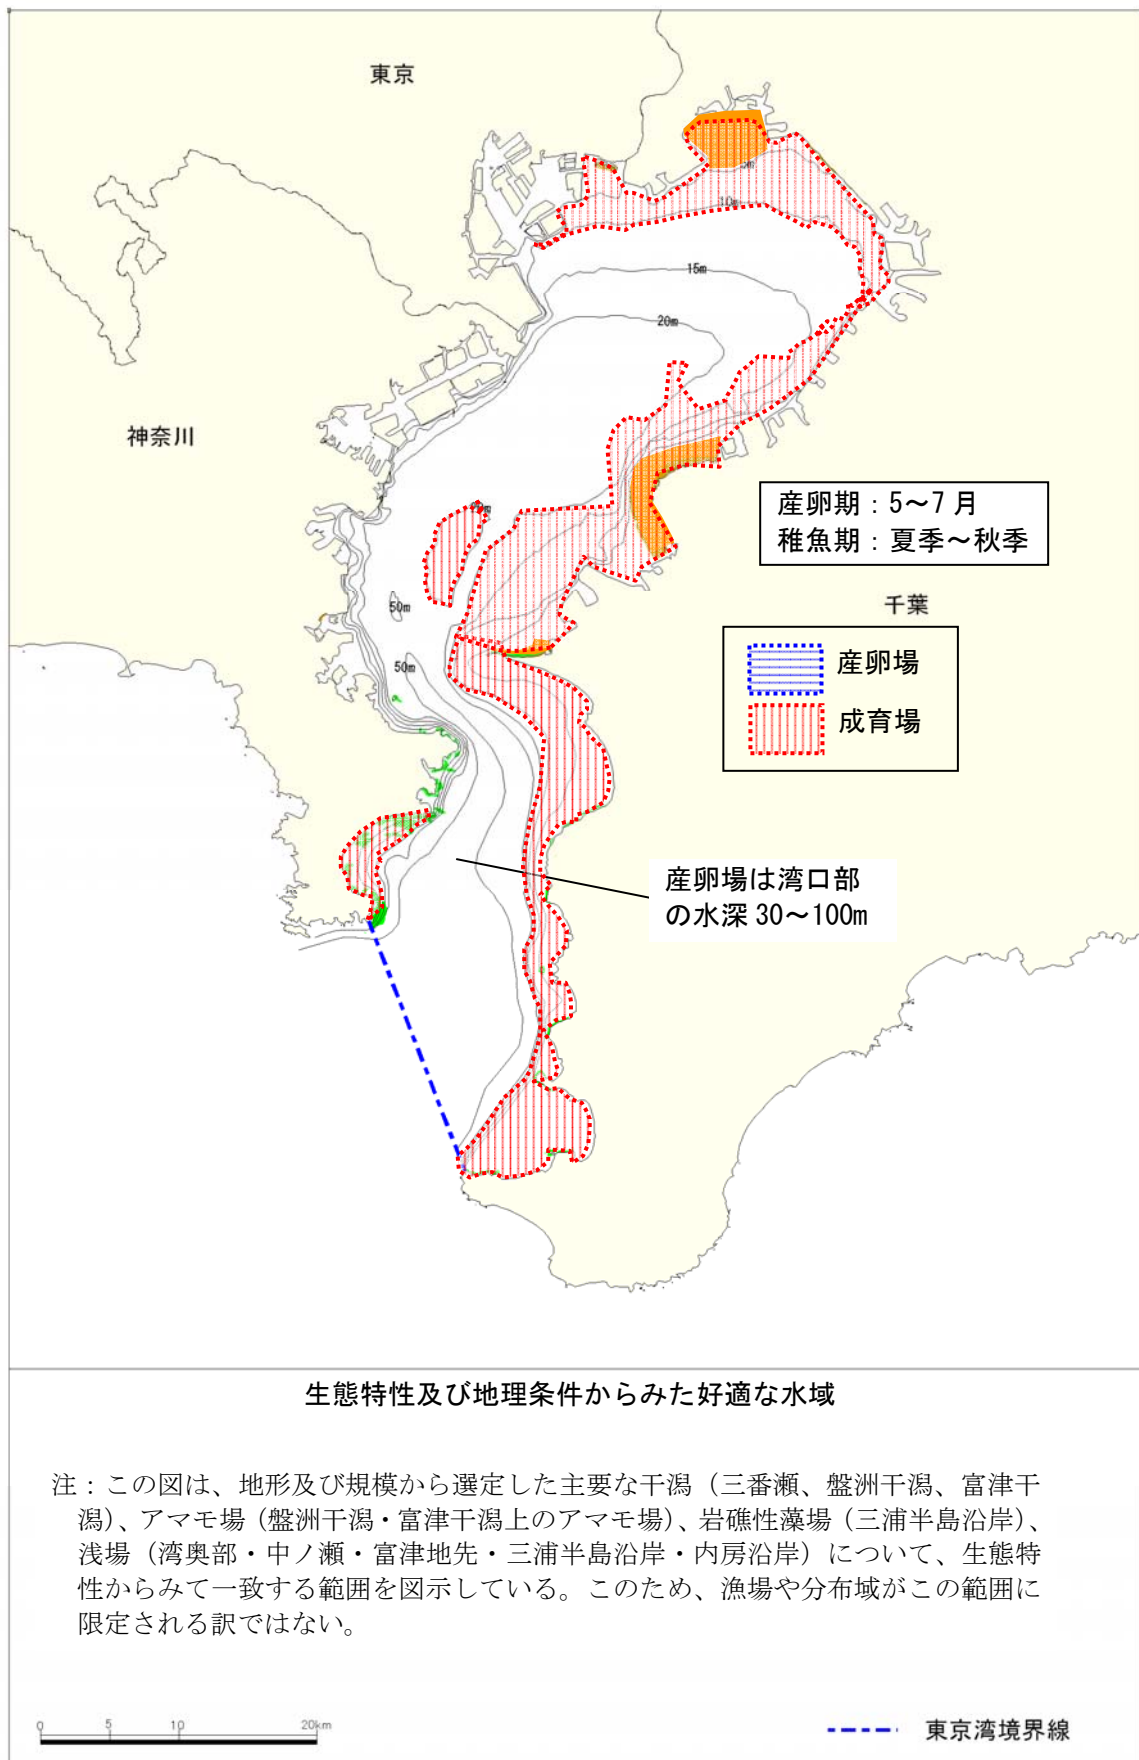 東京
5m
10m
15m
20m
神奈川
産卵期：5～7月
稚魚期：夏季～秋季
千葉
50m
50m
産卵場
成育場
産卵場は湾口部
の水深30～100m
生態特性及び地理条件からみた好適な水域
注：この図は、地形及び規模から選定した主要な干潟（三番瀬、盤洲干潟、富津干
潟）、アマモ場（盤洲干潟・富津干潟上のアマモ場）、岩礁性藻場（三浦半島沿岸）、
浅場（湾奥部・中ノ瀬・富津地先・三浦半島沿岸・内房沿岸）について、生態特
性からみて一致する範囲を図示している。このため、漁場や分布域がこの範囲に
限定される訳ではない。
0 5 10 20km
東京湾境界線